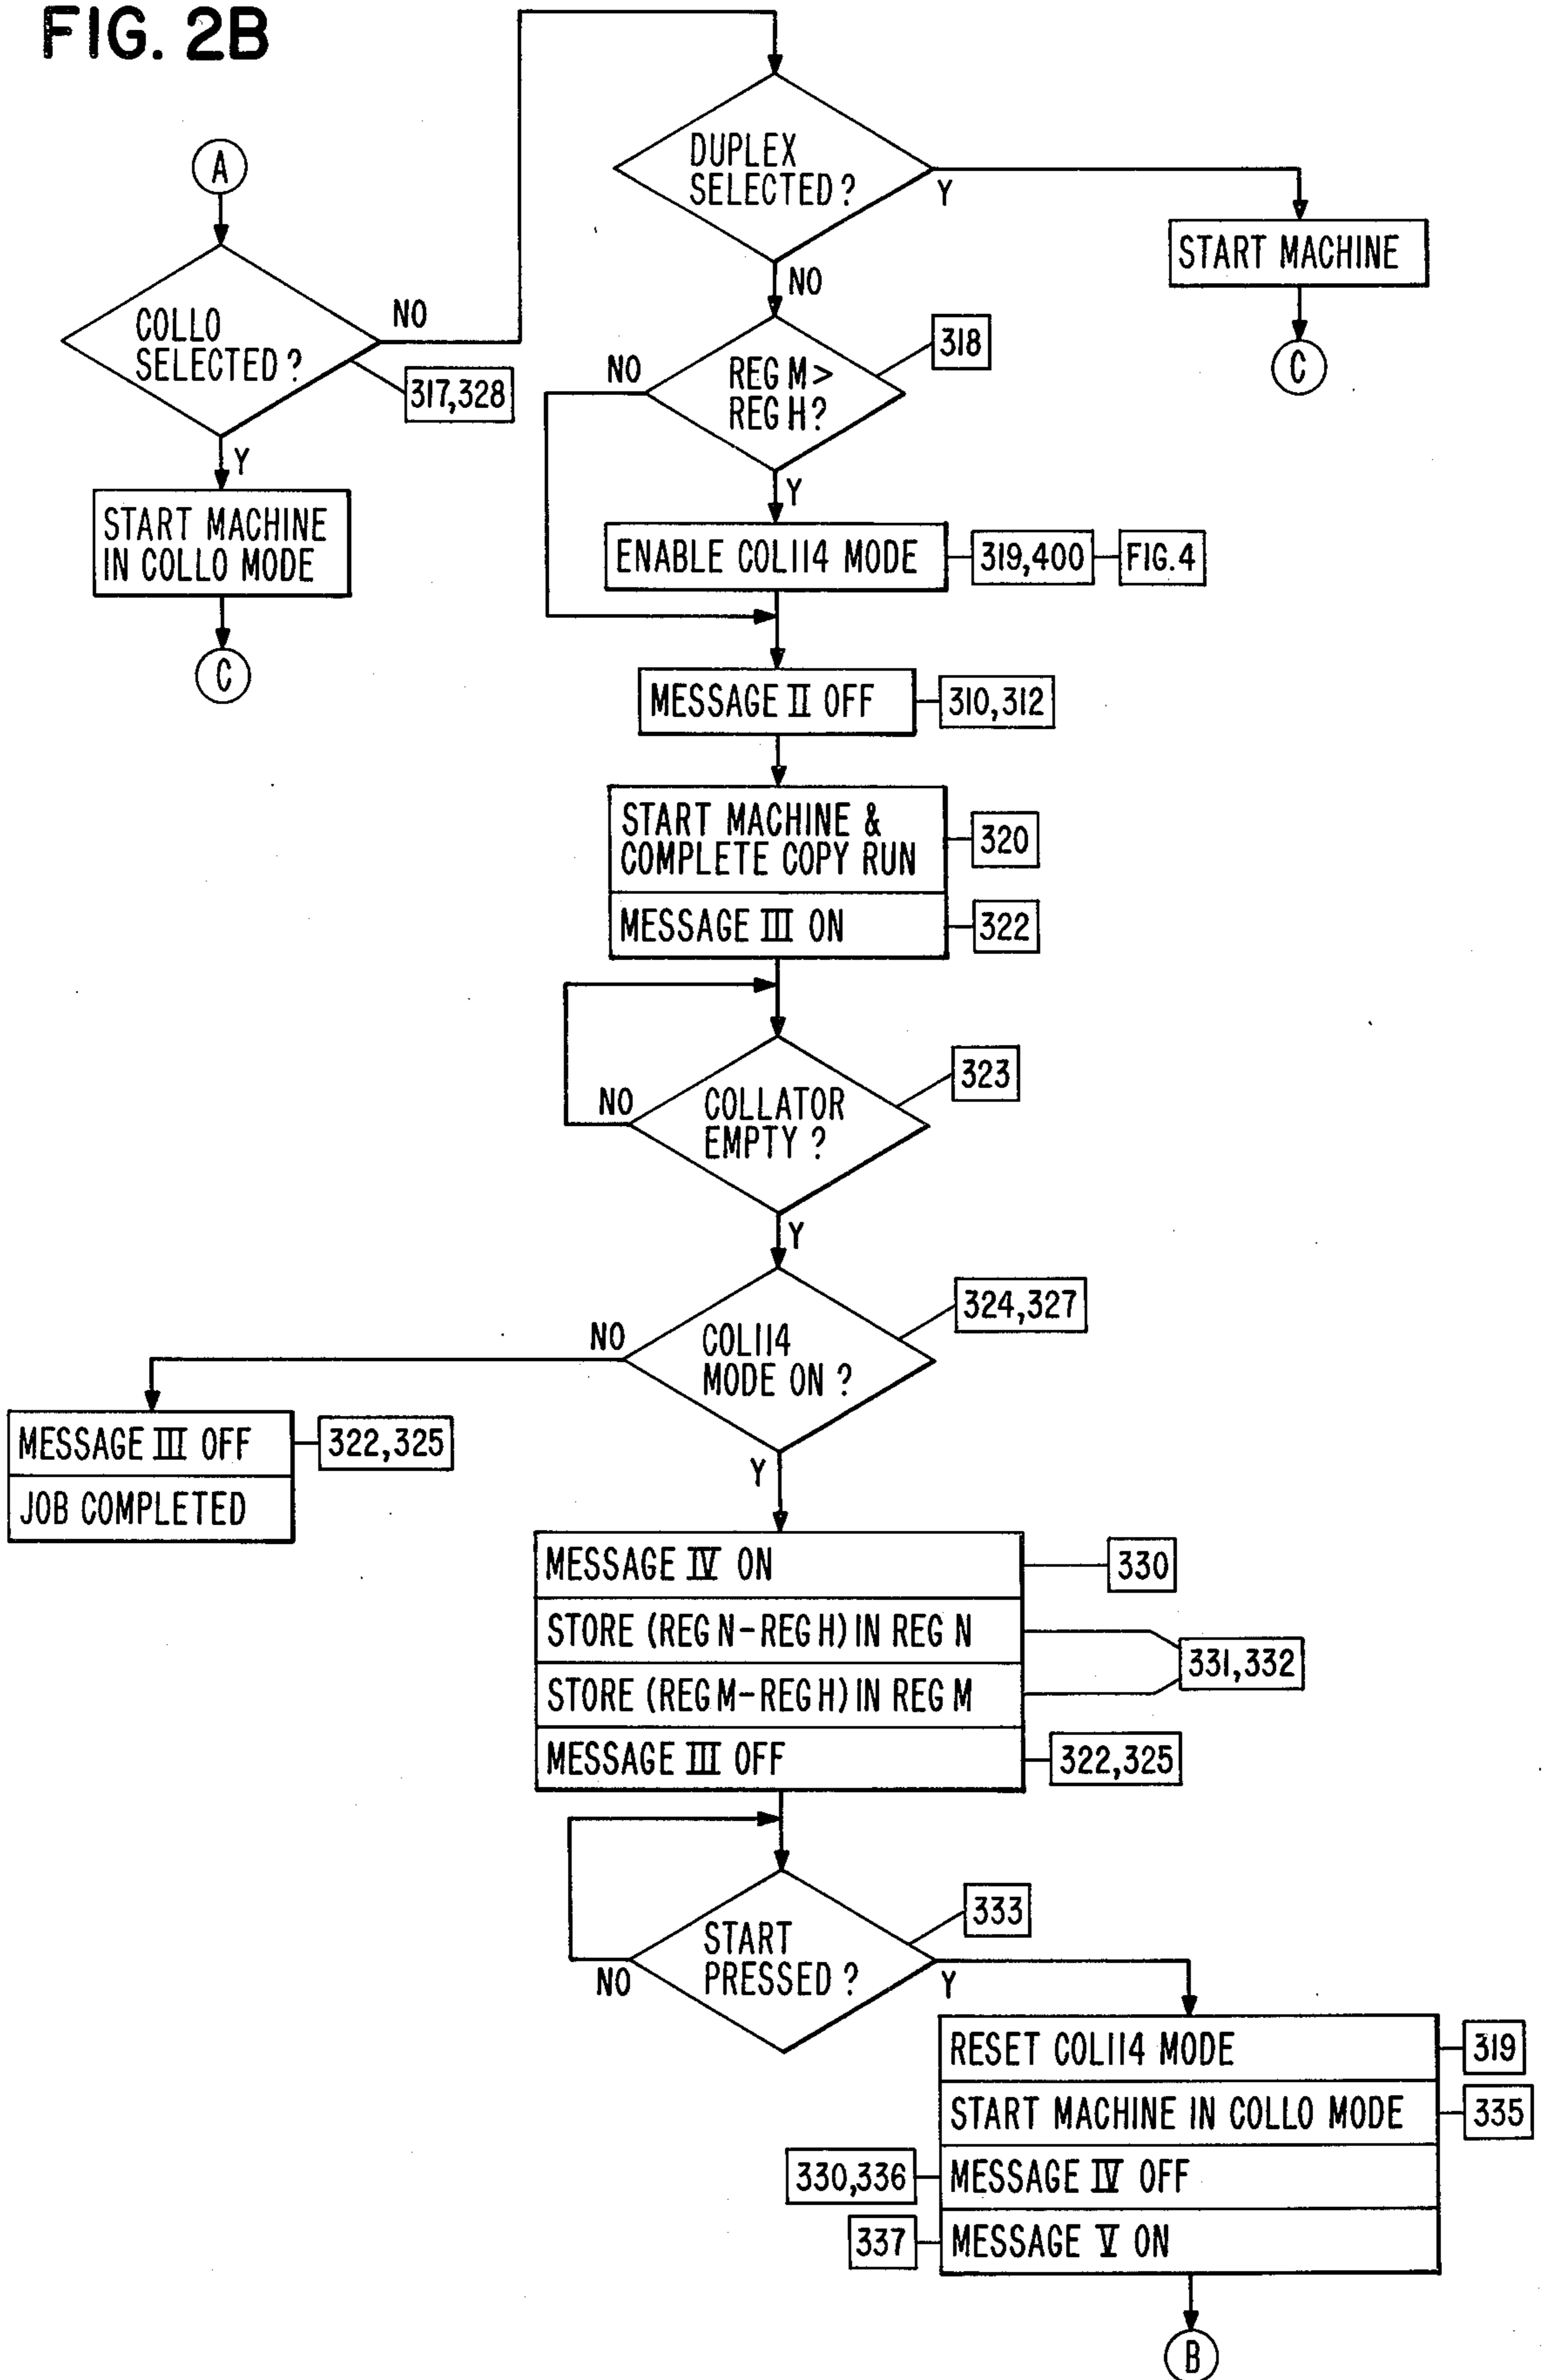 FIG. 2B
A
COLLO
SELECTED?
NO
317,328
Y
START MACHINE
IN COLLO MODE
C
DUPLEX
SELECTED?
Y
START MACHINE
C
NO
REG M>
REG H?
318
NO
Y
ENABLE COL114 MODE
319,400
FIG.4
MESSAGE II OFF
310,312
START MACHINE &
COMPLETE COPY RUN
320
MESSAGE III ON
322
COLLATOR
EMPTY?
323
NO
Y
COL114
MODE ON?
324,327
NO
MESSAGE III OFF
322,325
JOB COMPLETED
Y
MESSAGE IV ON
330
STORE (REG N-REG H) IN REG N
STORE (REG M-REG H) IN REG M
331,332
MESSAGE III OFF
322,325
START
PRESSED?
333
NO
Y
RESET COL114 MODE
319
START MACHINE IN COLLO MODE
335
330,336
MESSAGE IV OFF
337
MESSAGE V ON
B